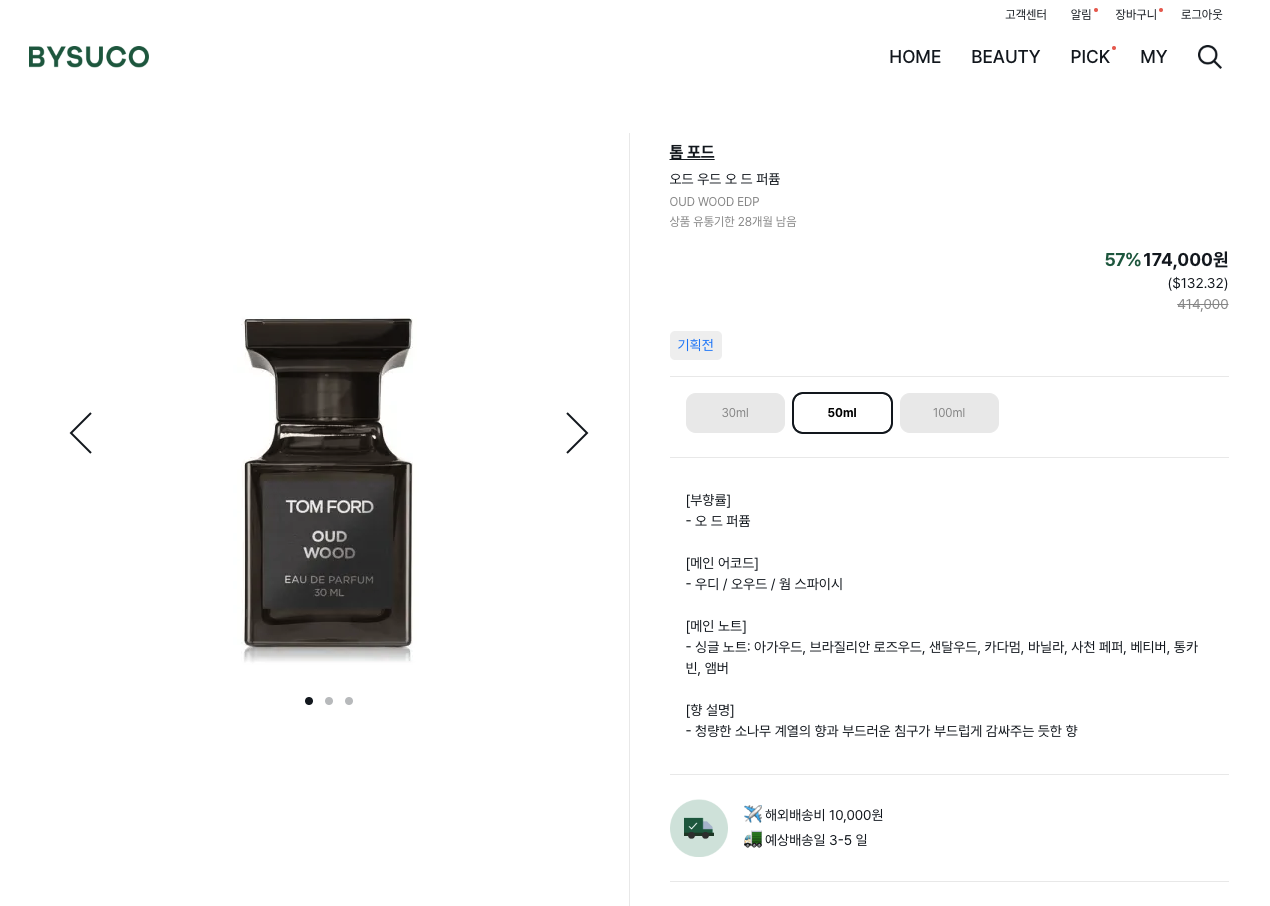 고객센터 알림 장바구니 로그아웃
BYSUCO
HOME BEAUTY PICK MY
톰 포드
오드 우드 오 드 퍼퓸
OUD WOOD EDP
상품 유통기한 28개월 남음
57% 174,000원
($132.32)
414,000
기획전
30ml 50ml 100ml
TOM FORD
OUD
WOOD
EAU DE PARFUM
30 ML
[부향률]
- 오 드 퍼퓸
[메인 어코드]
- 우디 / 오우드 / 웜 스파이시
[메인 노트]
- 싱글 노트: 아가우드, 브라질리안 로즈우드, 샌달우드, 카다멈, 바닐라, 사천 페퍼, 베티버, 통카
빈, 앰버
[향 설명]
- 청량한 소나무 계열의 향과 부드러운 침구가 부드럽게 감싸주는 듯한 향
해외배송비 10,000원
예상배송일 3-5 일